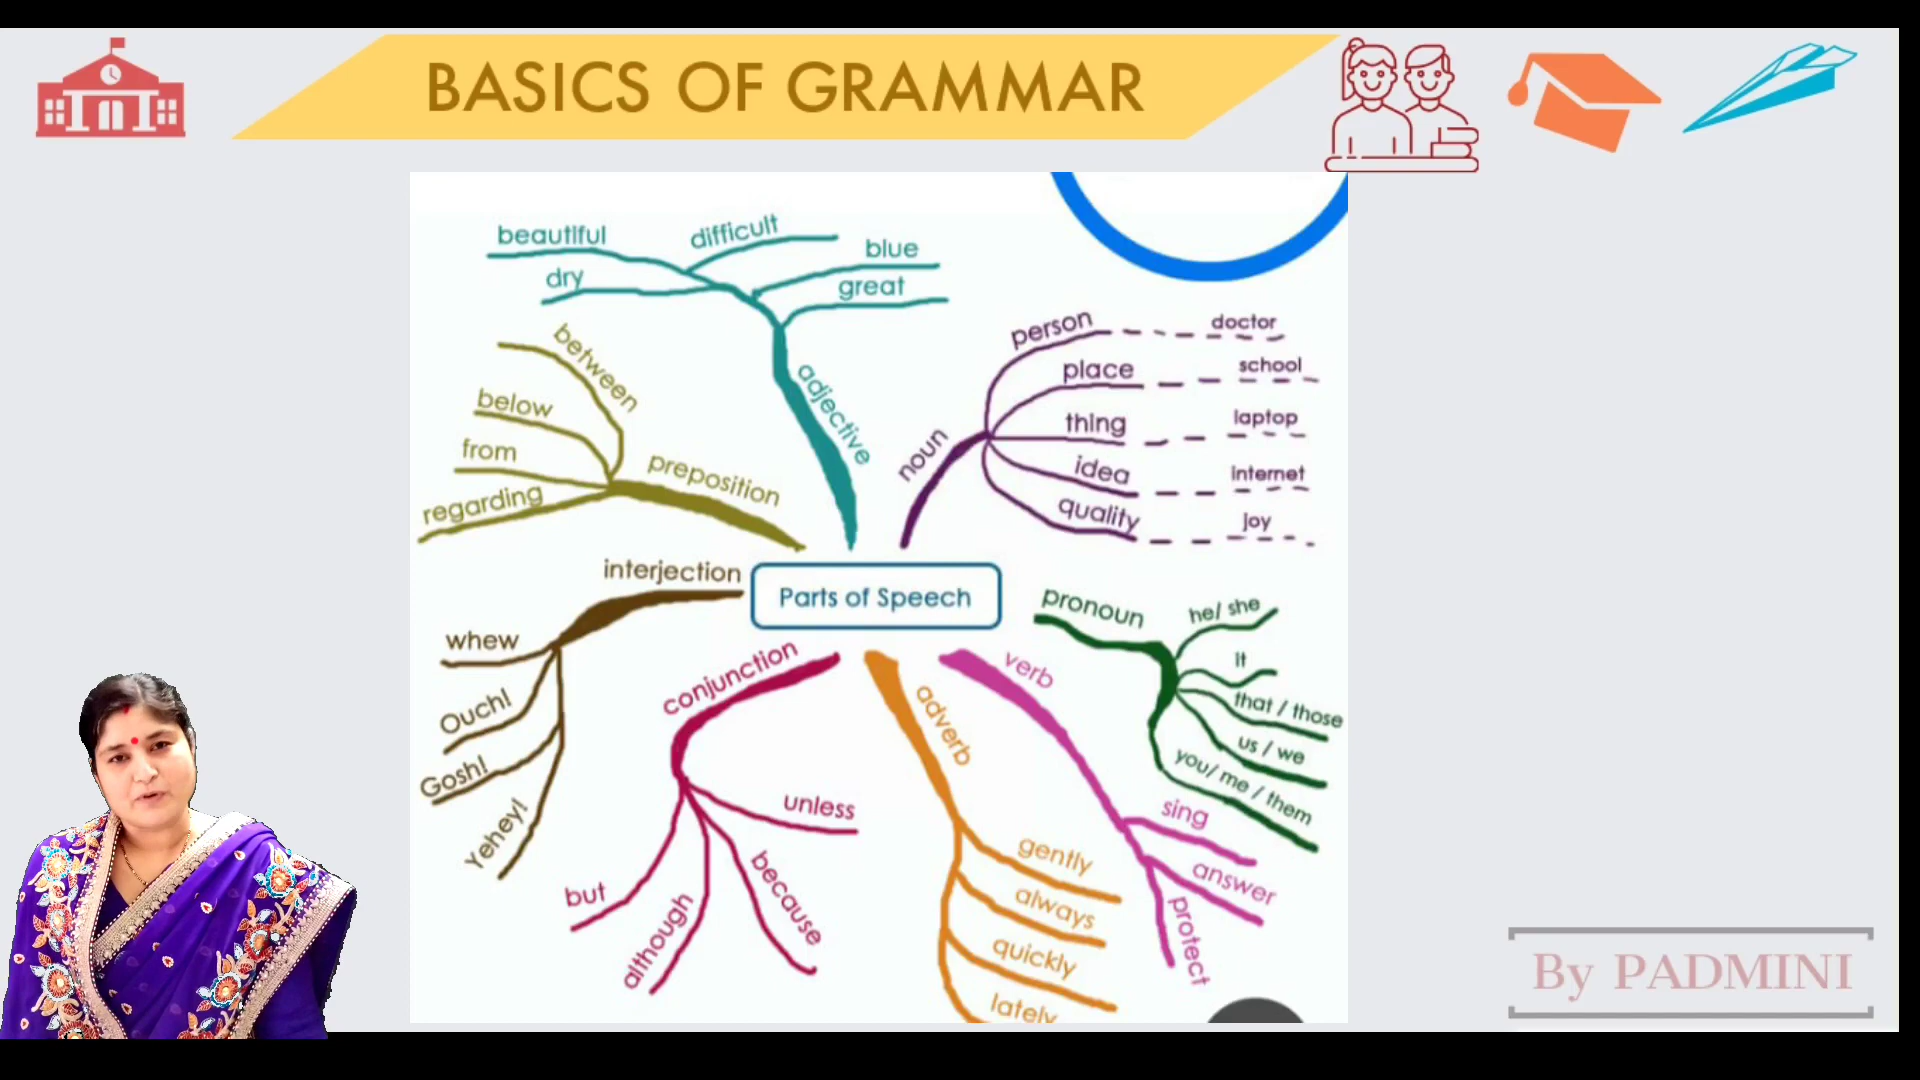 BASICS OF GRAMMAR
beautiful
difficult
dry
blue
great
adjective
between
below
from
regarding
preposition
noun
person
doctor
place
school
thing
laptop
idea
internet
quality
joy
interjection
whew
Ouch!
Gosh!
Yehey!
Parts of Speech
pronoun
he/ she
it
that / those
us / we
you/ me / them
conjunction
unless
because
although
but
adverb
gently
always
quickly
lately
verb
sing
answer
protect
By PADMINI